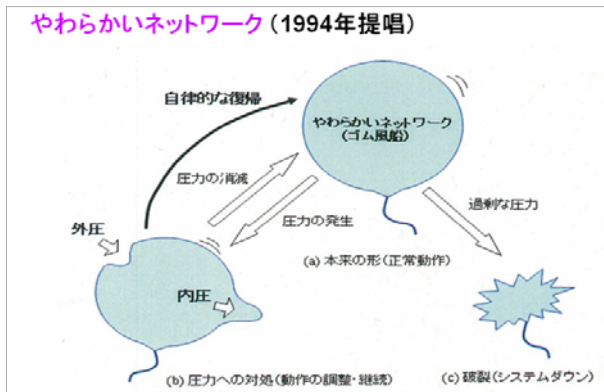 やわらかいネットワーク（1994年提唱）
自律的な復帰
やわらかいネットワーク
（ゴム風船）
圧力の消滅
圧力の発生
過剰な圧力
外圧
(a) 本来の形（正常動作）
内圧
(b) 圧力への対処（動作の調整・継続）
(c) 破裂（システムダウン）